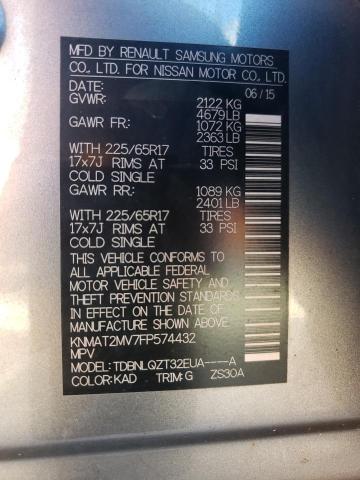 MFD BY RENAULT SAMSUNG MOTORS
CO., LTD. FOR NISSAN MOTOR CO., LTD.
DATE: 06/15
GVWR: 2122 KG
4679LB
GAWR FR: 1072 KG
2363 LB
WITH 225/65R17 TIRES
17x7J RIMS AT 33 PSI
COLD SINGLE
GAWR RR: 1089 KG
2401 LB
WITH 225/65R17 TIRES
17x7J RIMS AT 33 PSI
COLD SINGLE
THIS VEHICLE CONFORMS TO
ALL APPLICABLE FEDERAL
MOTOR VEHICLE SAFETY AND
THEFT PREVENTION STANDARDS
IN EFFECT ON THE DATE OF
MANUFACTURE SHOWN ABOVE.
KNMAT2MV7FP574432
MPV
MODEL: TDBNLQZT32EUA----A
COLOR: KAD TRIM: G ZS30A